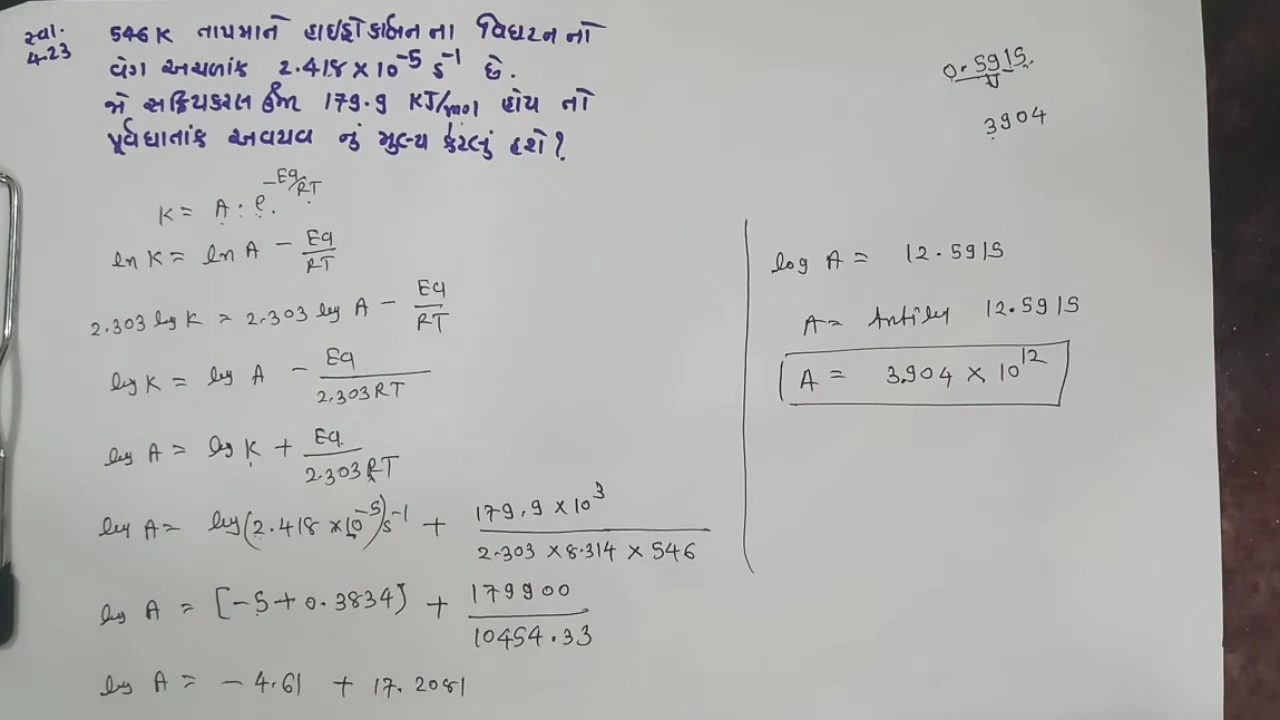 સ્વા. 4.23
546 K તાપમાને હાઇડ્રોકાર્બન ના વિઘટન નો
વેગ અચળાંક 2.418 × 10⁻⁵ s⁻¹ છે.
જો સક્રિયકરણ ઊર્જા 179.9 KJ/mol હોય તો
પૂર્વઘાતાંક અવયવ નું મુલ્ય કેટલું હશે?
0.5915
3904
K = A . e^(-Ea/RT)
ln K = ln A - Ea/RT
2.303 log K = 2.303 log A - Ea/RT
log K = log A - Ea/2.303RT
log A = log K + Ea/2.303RT
log A = log(2.418 × 10⁻⁵)s⁻¹ + 179.9 × 10³/2.303 × 8.314 × 546
log A = [-5 + 0.3834] + 179900/10454.33
log A = - 4.61 + 17.2081
log A = 12.5915
A = Antilog 12.5915
A = 3.904 × 10¹²